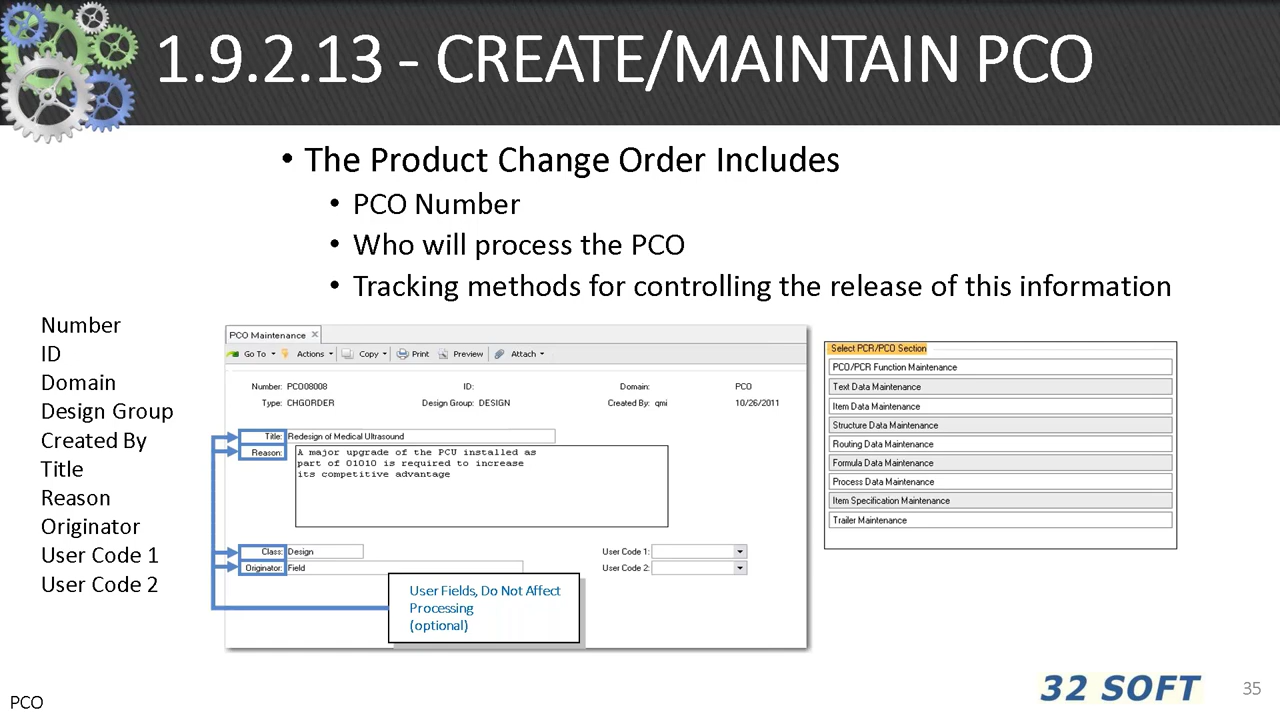 1.9.2.13 - CREATE/MAINTAIN PCO
• The Product Change Order Includes
• PCO Number
• Who will process the PCO
• Tracking methods for controlling the release of this information
Number
ID
Domain
Design Group
Created By
Title
Reason
Originator
User Code 1
User Code 2
PCO Maintenance
Go To Actions Copy Print Preview Attach
Number: PCO08008 ID: Domain: PCO
Type: CHGORDER Design Group: DESIGN Created By: qmi 10/26/2011
Title: Redesign of Medical Ultrasound
Reason: A major upgrade of the PCU installed as
part of 01010 is required to increase
its competitive advantage
Class: Design User Code 1:
Originator: Field User Code 2:
User Fields, Do Not Affect
Processing
(optional)
Select PCR/PCO Section
PCO/PCR Function Maintenance
Text Data Maintenance
Item Data Maintenance
Structure Data Maintenance
Routing Data Maintenance
Formula Data Maintenance
Process Data Maintenance
Item Specification Maintenance
Trailer Maintenance
PCO
32 SOFT
35